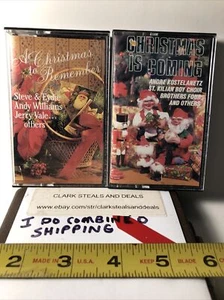 A Christmas
to Remember
Steve & Eydie
Andy Williams
Jerry Vale...
others
CHRISTMAS
IS COMING
ANDRE KOSTELANETZ
ST. KILIAN BOY CHOIR
BROTHERS FOUR
AND OTHERS
CLARK STEALS AND DEALS
www.ebay.com/str/clarkstealsanddeals
I DO COMBINED
SHIPPING
1 2 3 4 5 6